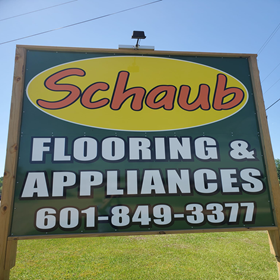 Schaub
FLOORING &
APPLIANCES
601-849-3377